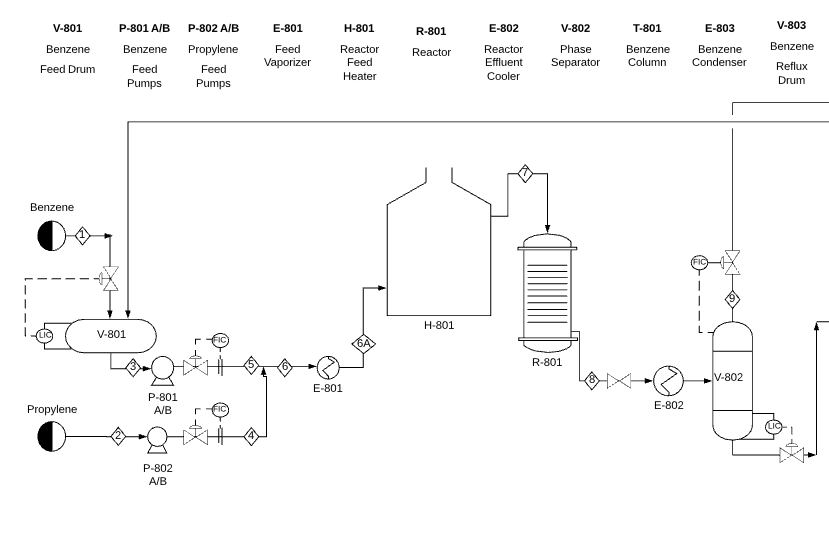 V-801 P-801 A/B P-802 A/B E-801 H-801 R-801 E-802 V-802 T-801 E-803 V-803
Benzene Benzene Propylene Feed Reactor Reactor Reactor Phase Benzene Benzene Benzene
Feed Drum Feed Feed Vaporizer Feed Effluent Separator Column Condenser Reflux
Pumps Pumps Heater Cooler Drum
7
Benzene
1
FIC
9
LIC
V-801
H-801
FIC
6A
3
5
6
E-801
R-801
8
E-802
V-802
P-801
A/B
Propylene
FIC
2
4
LIC
P-802
A/B